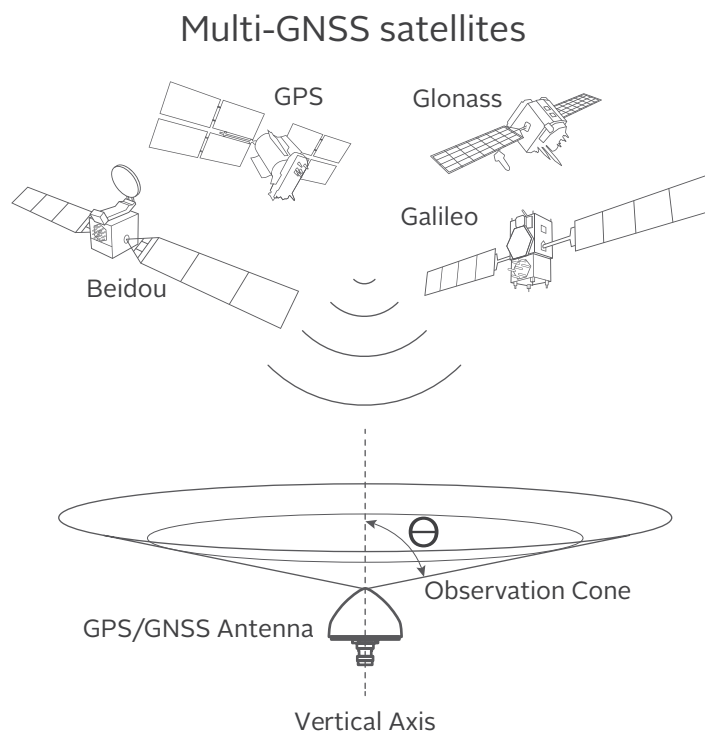 Multi-GNSS satellites
GPS
Glonass
Galileo
Beidou
Θ
Observation Cone
GPS/GNSS Antenna
Vertical Axis